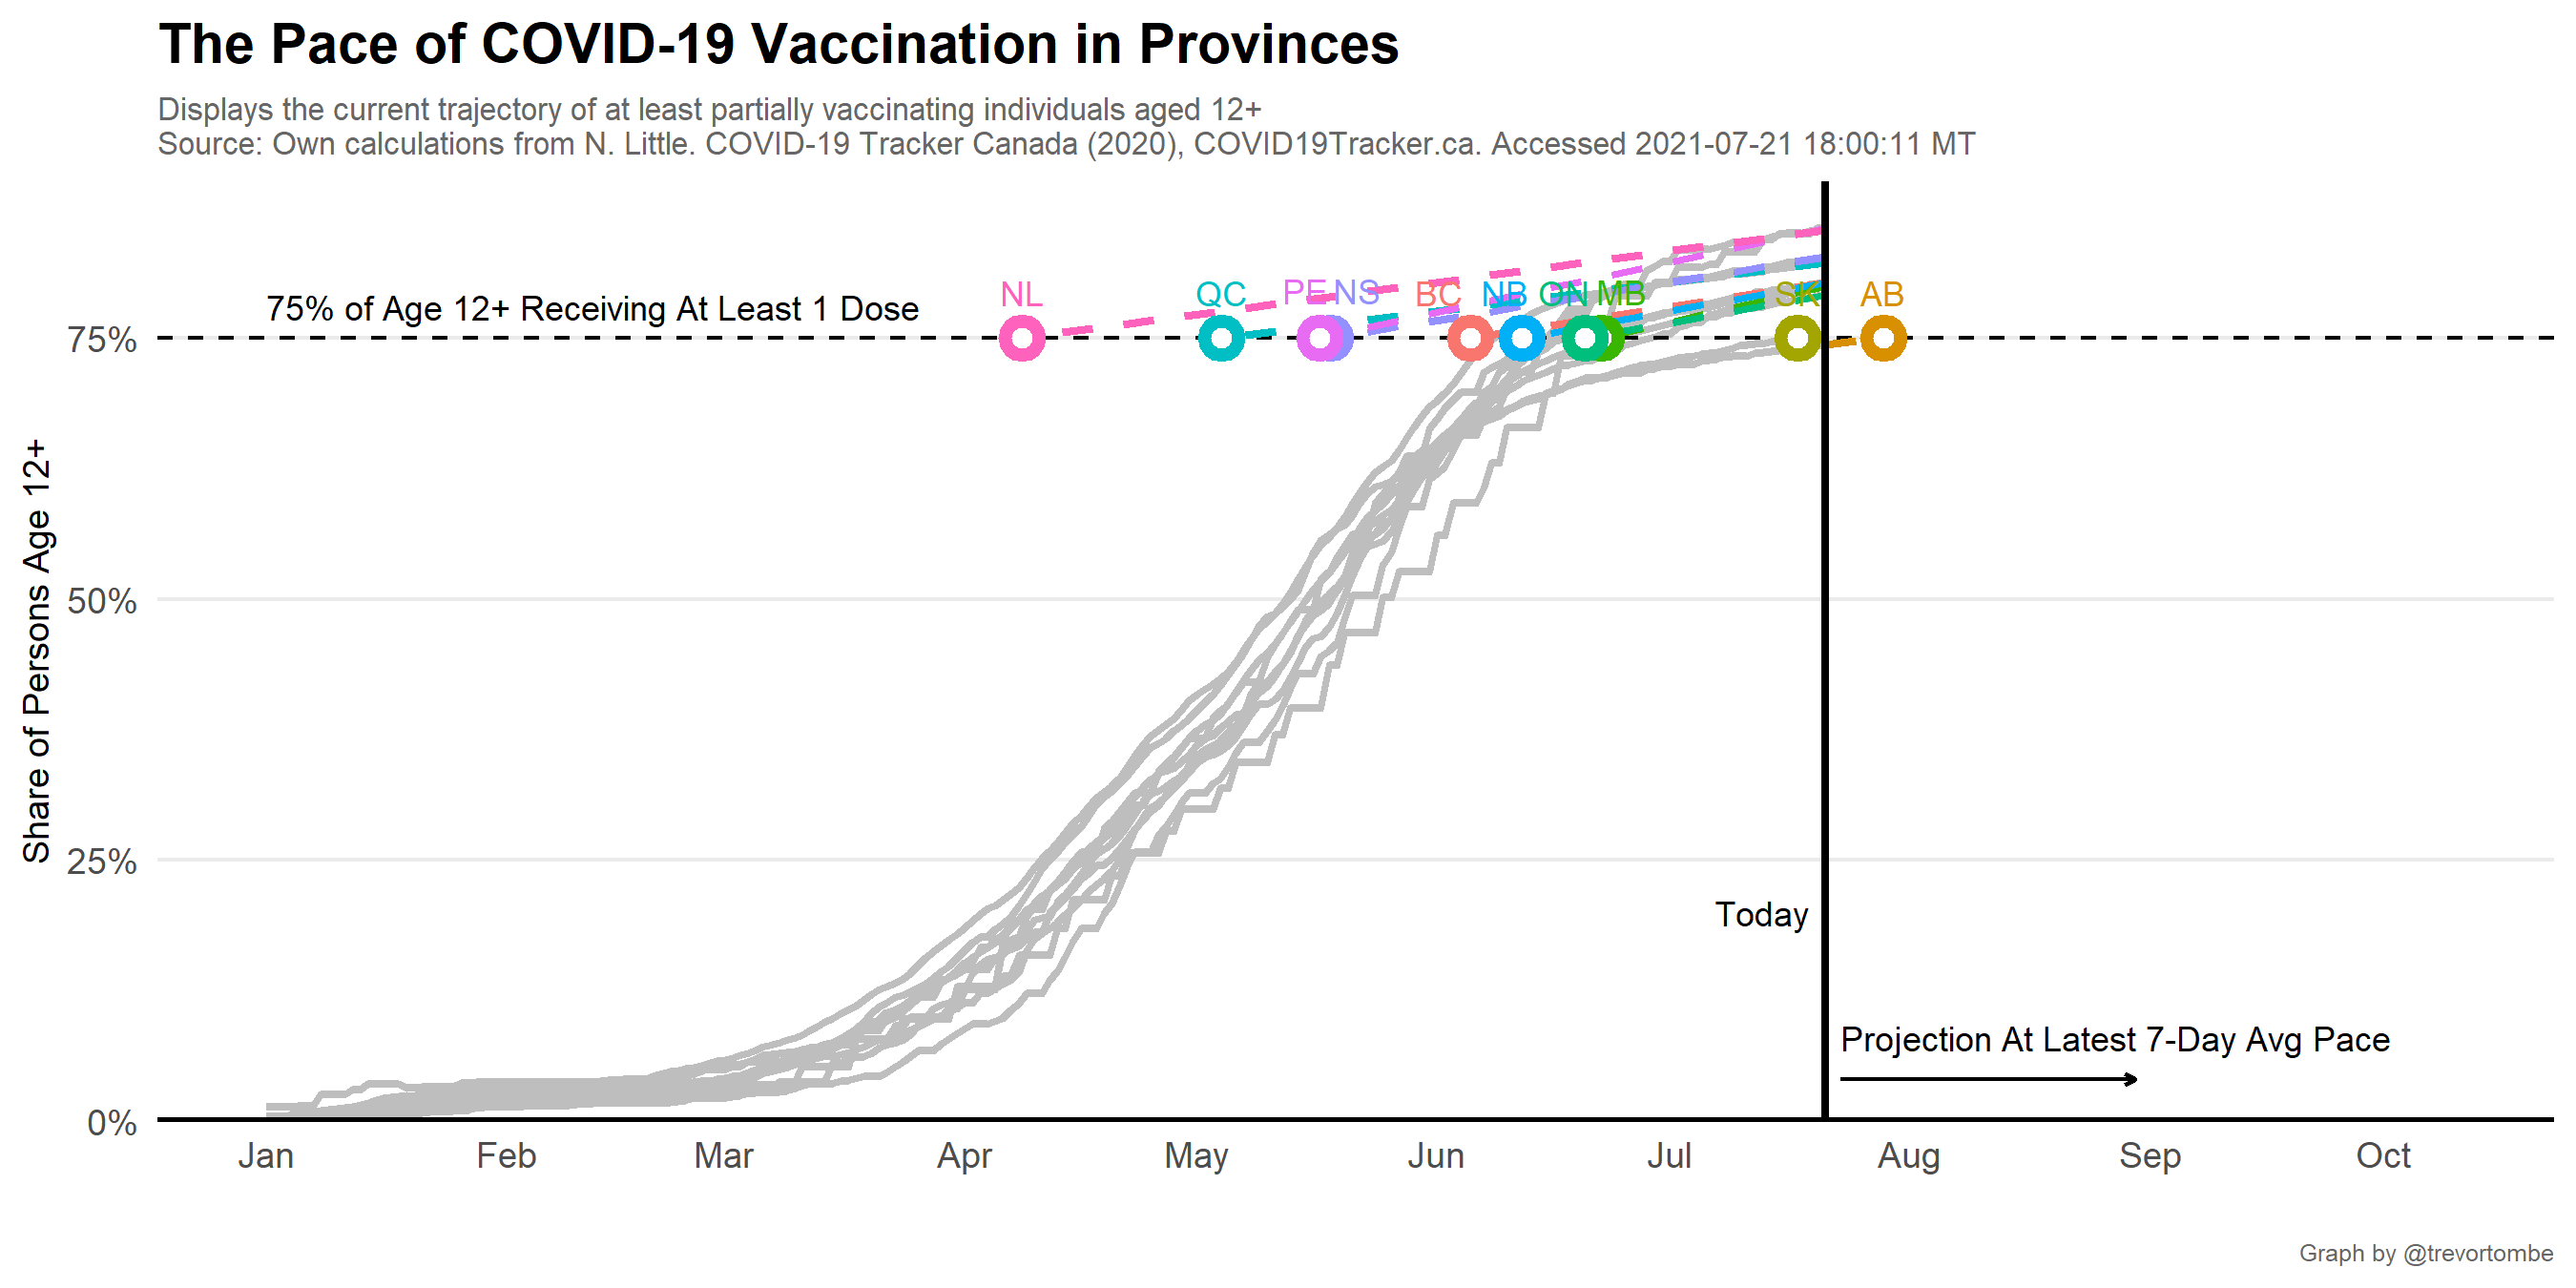 The Pace of COVID-19 Vaccination in Provinces
Displays the current trajectory of at least partially vaccinating individuals aged 12+
Source: Own calculations from N. Little. COVID-19 Tracker Canada (2020), COVID19Tracker.ca. Accessed 2021-07-21 18:00:11 MT
75% of Age 12+ Receiving At Least 1 Dose
NL QC PE NS BC NB ON MB SK AB
75%
50%
25%
0%
Share of Persons Age 12+
Today
Projection At Latest 7-Day Avg Pace
Jan Feb Mar Apr May Jun Jul Aug Sep Oct
Graph by @trevortombe